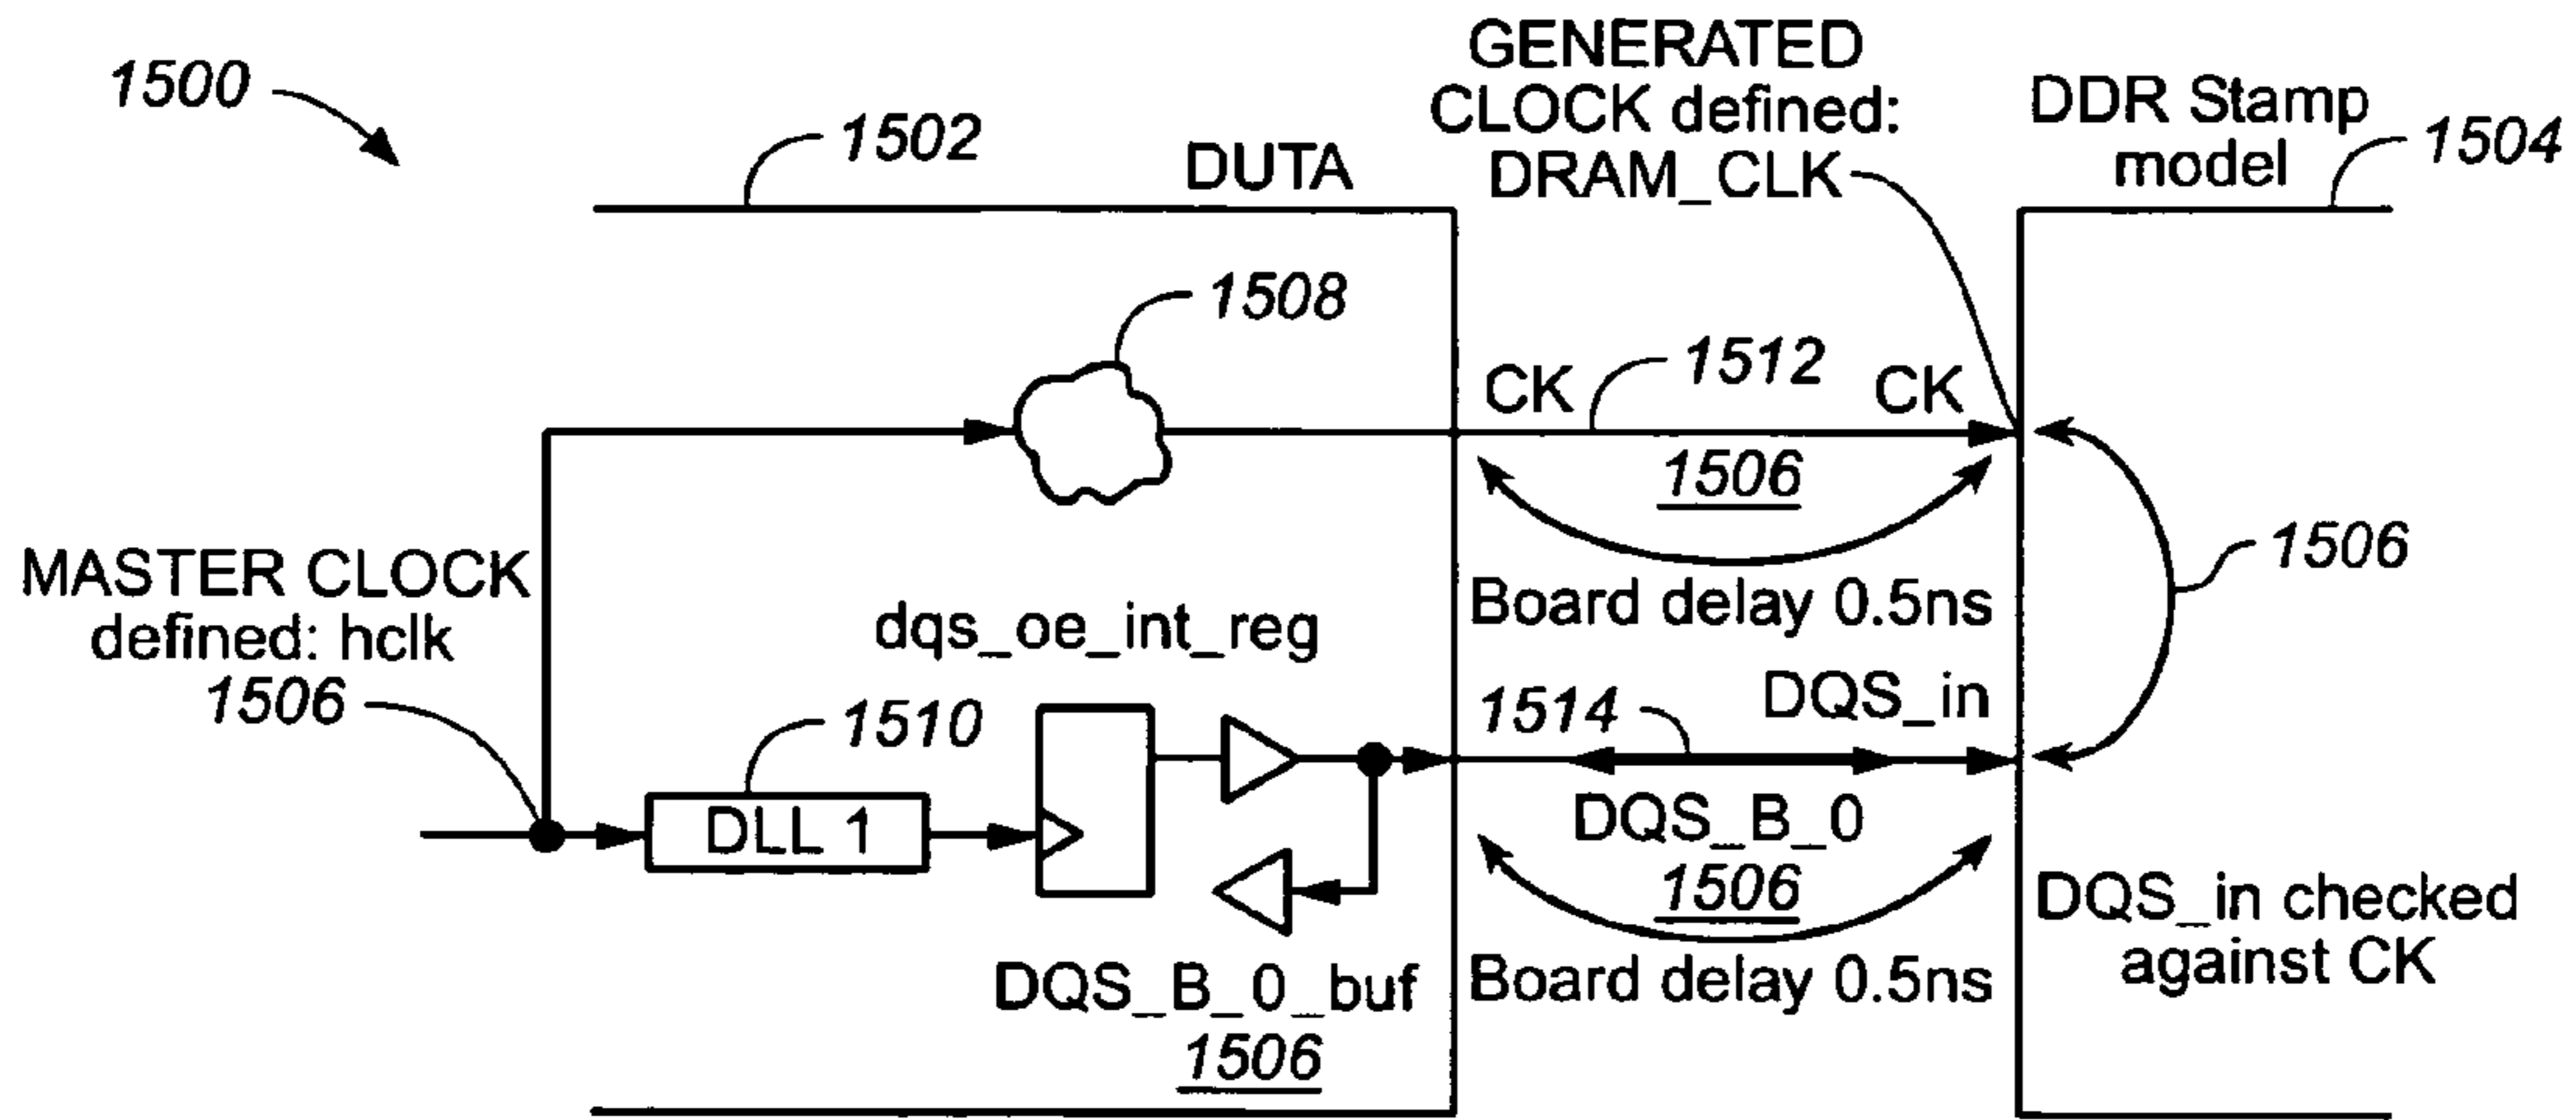 1500
1502
DUTA
GENERATED
CLOCK defined:
DRAM_CLK
DDR Stamp
model
1504
1508
CK
1512
CK
1506
Board delay 0.5ns
1506
MASTER CLOCK
defined: hclk
1506
dqs_oe_int_reg
1510
DLL 1
1514
DQS_in
DQS_B_0
1506
Board delay 0.5ns
DQS_B_0_buf
1506
DQS_in checked
against CK